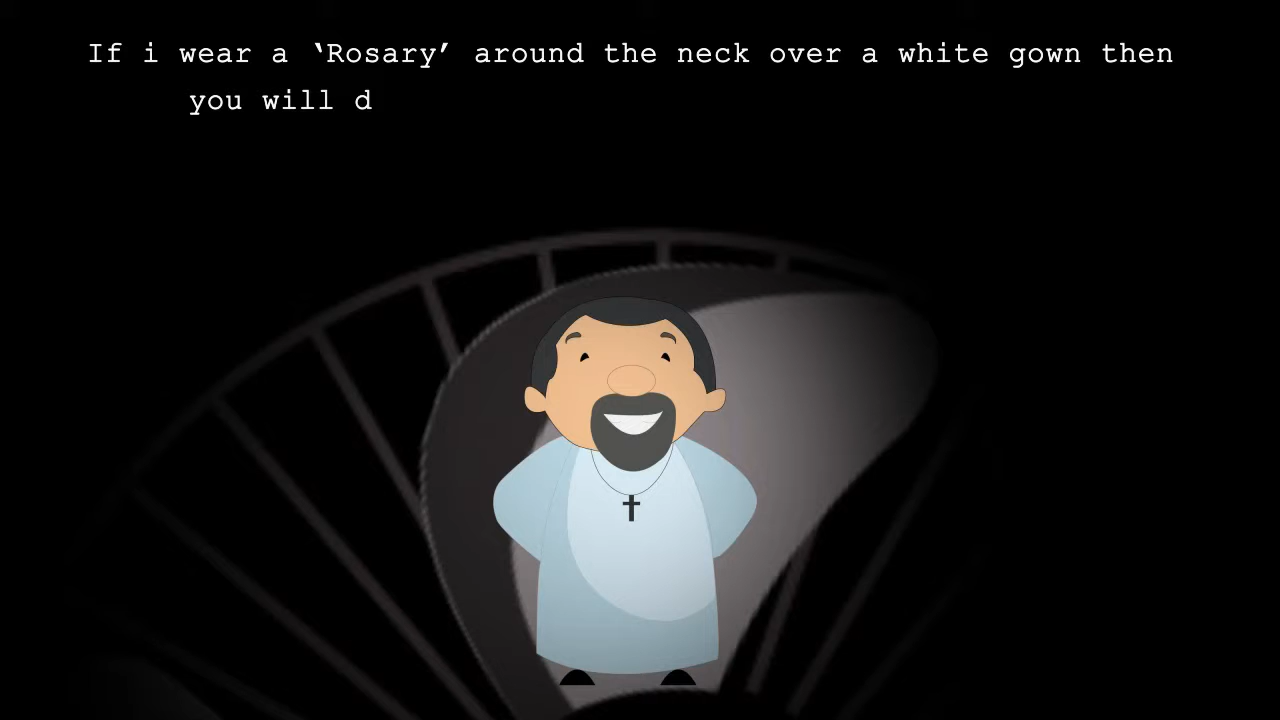 If i wear a ‘Rosary’ around the neck over a white gown then
you will d